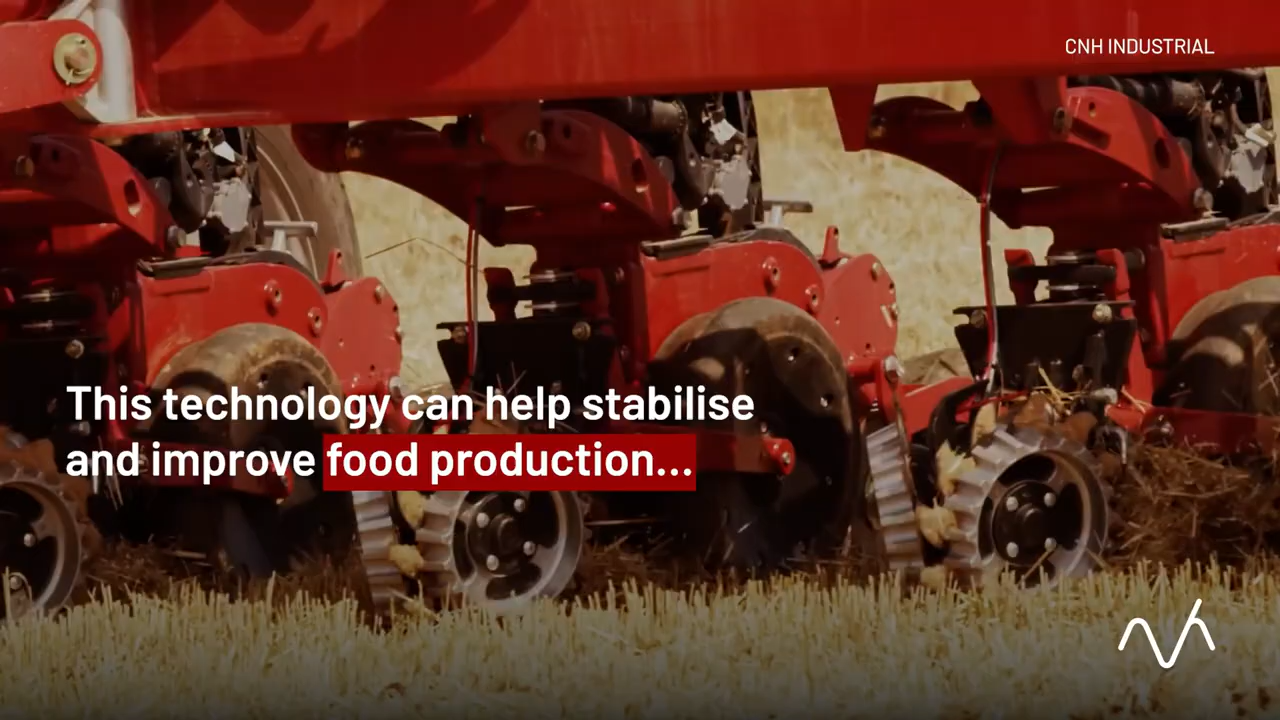 CNH INDUSTRIAL
This technology can help stabilise
and improve food production...